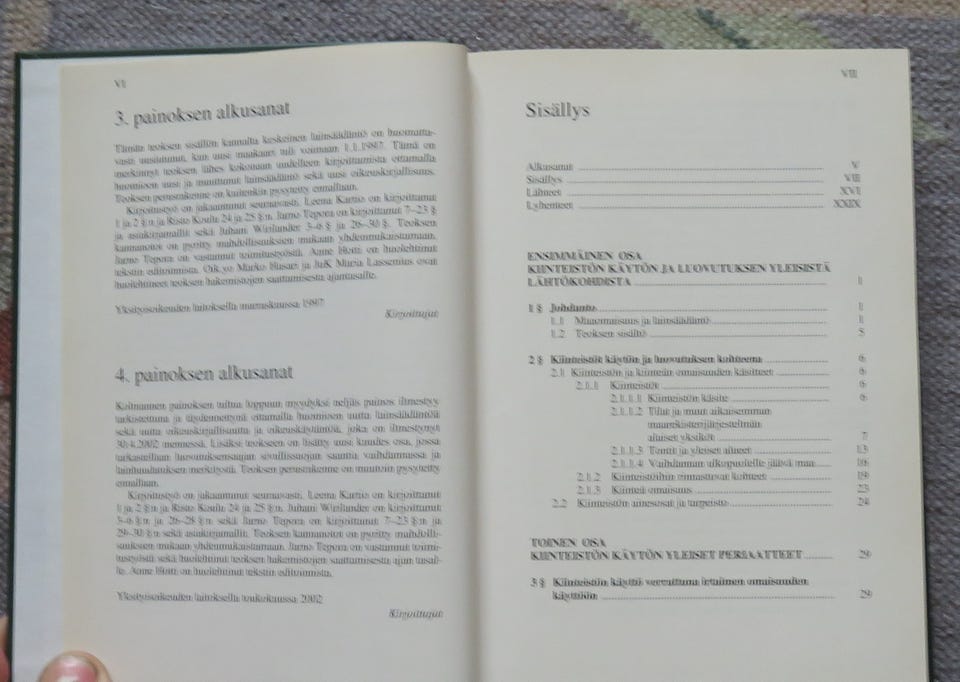 VI
3. painoksen alkusanat
Tämän teoksen sisällön kannalta keskeinen lainsäädäntö on huomatta-
vasti uusiutunut, kun uusi maakaari tuli voimaan 1.1.1997. Tämä on
merkinnyt teoksen lähes kokonaan uudelleen kirjoittamista ottamalla
huomioon uusi ja muuttunut lainsäädäntö sekä uusi oikeuskirjallisuus.
Teoksen perusrakenne on kuitenkin pysytetty ennallaan.
Kirjoitustyö on jakaantunut seuraavasti. Leena Kartio on kirjoittanut
1 ja 2 §:n ja Risto Koulu 24 ja 25 §:n. Jarno Tepora on kirjoittanut 7–23 §
ja asiakirjamallit sekä Juhani Wirilander 3–6 § ja 26–30 §. Teoksen
kannanotot on pyritty mahdollisuuksien mukaan yhdenmukaistamaan.
Jarno Tepora on vastannut toimitustyöstä. Anne Hotti on huolehtinut
tekstin editoinnista. Oik.yo Marko Husari ja JuK Maria Lassenius ovat
huolehtineet teoksen hakemistojen saattamisesta ajantasalle.
Yksityisoikeuden laitoksella marraskuussa 1997
Kirjoittajat
4. painoksen alkusanat
Kolmannen painoksen tultua loppuun myydyksi neljäs painos ilmestyy
tarkistettuna ja täydennettynä ottamalla huomioon uutta lainsäädäntöä
sekä uutta oikeuskirjallisuutta ja oikeuskäytäntöä, joka on ilmestynyt
30.4.2002 mennessä. Lisäksi teokseen on lisätty uusi kuudes osa, jossa
tarkastellaan luovutuksensaajan sivullissuojan saantia vaihdannassa ja
lainhuudatuksen merkitystä. Teoksen perusrakenne on muutoin pysytetty
ennallaan.
Kirjoitustyö on jakaantunut seuraavasti. Leena Kartio on kirjoittanut
1 ja 2 §:n ja Risto Koulu 24 ja 25 §:n. Juhani Wirilander on kirjoittanut
3–6 §:n ja 26–28 §:n sekä Jarno Tepora on kirjoittanut 7–23 §:n ja
29–30 §:n sekä asiakirjamallit. Teoksen kannanotot on pyritty mahdolli-
suuksien mukaan yhdenmukaistamaan. Jarno Tepora on vastannut toimi-
tustyöstä sekä huolehtinut teoksen hakemistojen saattamisesta ajan tasal-
le. Anne Hotti on huolehtinut tekstin editoinnista.
Yksityisoikeuden laitoksella toukokuussa 2002
Kirjoittajat
VII
Sisällys
Alkusanat V
Sisällys VII
Lähteet XVI
Lyhenteet XXIX
ENSIMMÄINEN OSA
KIINTEISTÖN KÄYTÖN JA LUOVUTUKSEN YLEISISTÄ
LÄHTÖKOHDISTA 1
1 § Johdanto 1
1.1 Maaomaisuus ja lainsäädäntö 1
1.2 Teoksen sisältö 5
2 § Kiinteistöt käytön ja luovutuksen kohteena 6
2.1 Kiinteistön ja kiinteän omaisuuden käsitteet 6
2.1.1 Kiinteistöt 6
2.1.1.1 Kiinteistön käsite 6
2.1.1.2 Tilat ja muut aikaisemman
maarekisterijärjestelmän
alaiset yksiköt 7
2.1.1.3 Tontti ja yleiset alueet 13
2.1.1.4 Vaihdannan ulkopuolelle jäävä maa 16
2.1.2 Kiinteistöihin rinnastuvat kohteet 19
2.1.3 Kiinteä omaisuus 23
2.2 Kiinteistön ainesosat ja tarpeisto 24
TOINEN OSA
KIINTEISTÖN KÄYTÖN YLEISET PERIAATTEET 29
3 § Kiinteistön käyttö verrattuna irtaimen omaisuuden
käyttöön 29